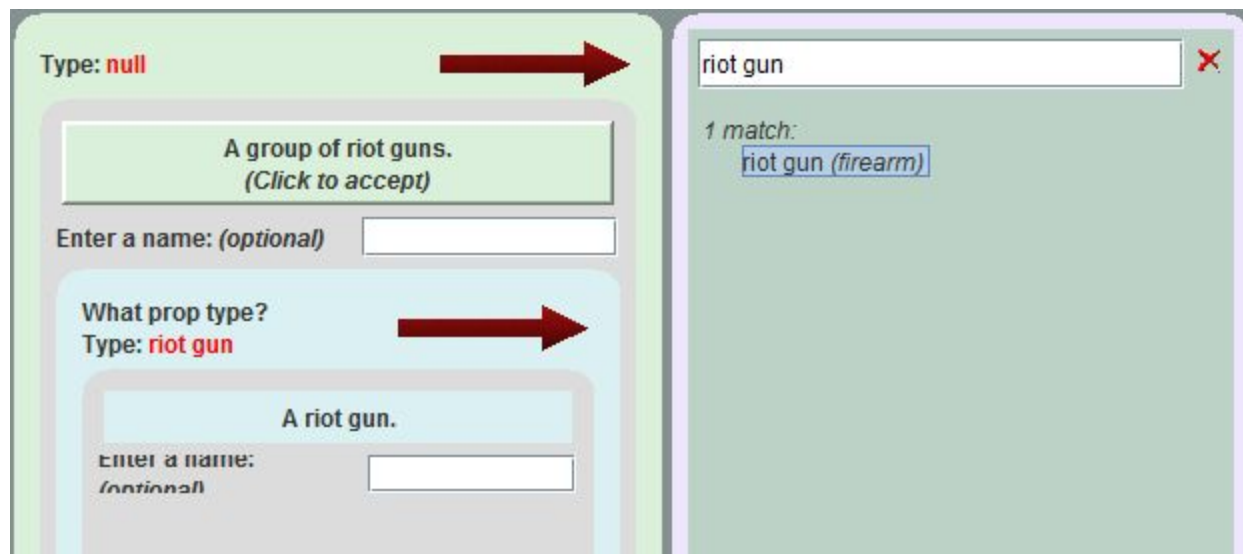 Type: null
A group of riot guns.
(Click to accept)
Enter a name: (optional)
What prop type?
Type: riot gun
A riot gun.
Enter a name:
(optional)
riot gun
1 match:
riot gun (firearm)